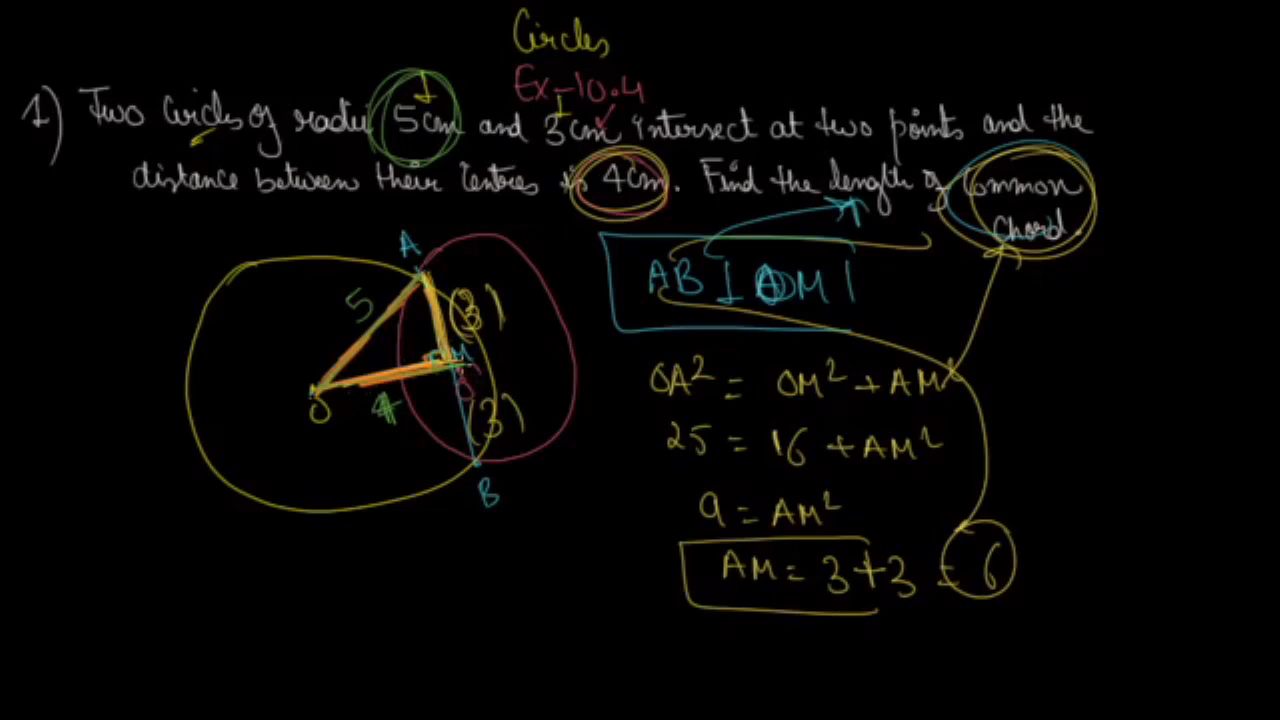 Circles
Ex-10.4
1) Two Circles of radii 5cm and 3cm intersect at two points and the
distance between their centres is 4cm. Find the length of common
chord.
A
5
(3)
M
O
4
(3)
B
AB ⊥ OM
OA² = OM² + AM²
25 = 16 + AM²
9 = AM²
AM = 3+3 = 6